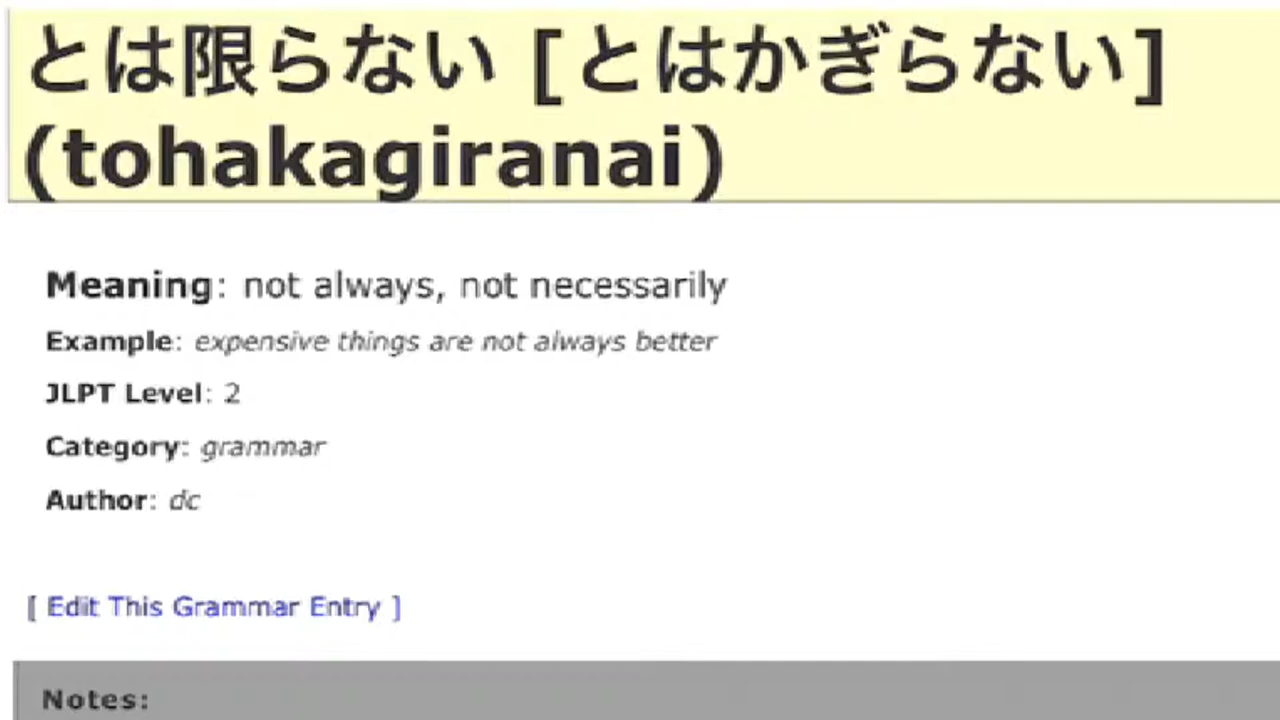 とは限らない [とはかぎらない]
(tohakagiranai)
Meaning: not always, not necessarily
Example: expensive things are not always better
JLPT Level: 2
Category: grammar
Author: dc
[ Edit This Grammar Entry ]
Notes: